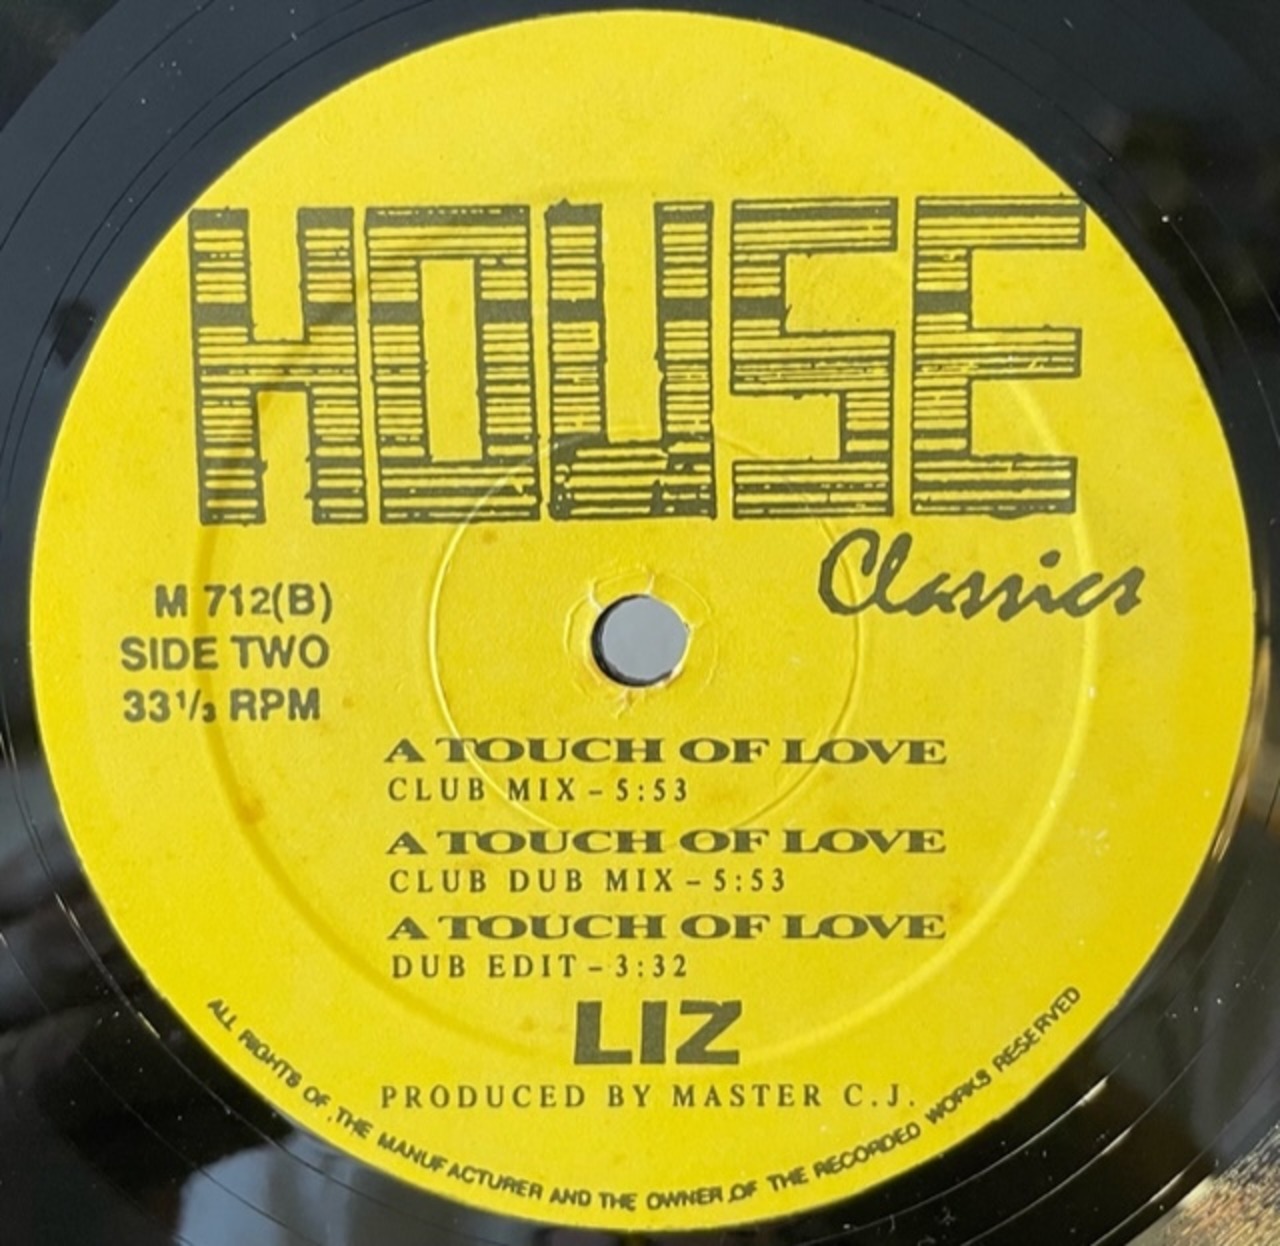 HOUSE
Classics
M 712(B)
SIDE TWO
33 1/3 RPM
A TOUCH OF LOVE
CLUB MIX – 5:53
A TOUCH OF LOVE
CLUB DUB MIX – 5:53
A TOUCH OF LOVE
DUB EDIT – 3:32
LIZ
PRODUCED BY MASTER C.J.
ALL RIGHTS OF THE MANUFACTURER AND THE OWNER OF THE RECORDED WORKS RESERVED